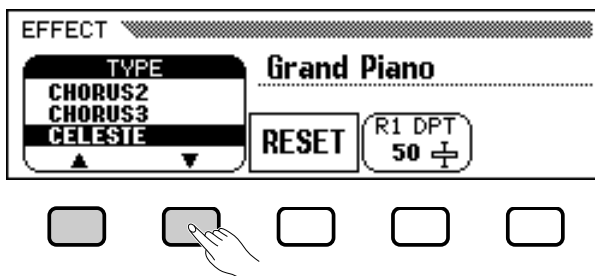 EFFECT
TYPE
CHORUS2
CHORUS3
CELESTE
Grand Piano
RESET
R1 DPT
50